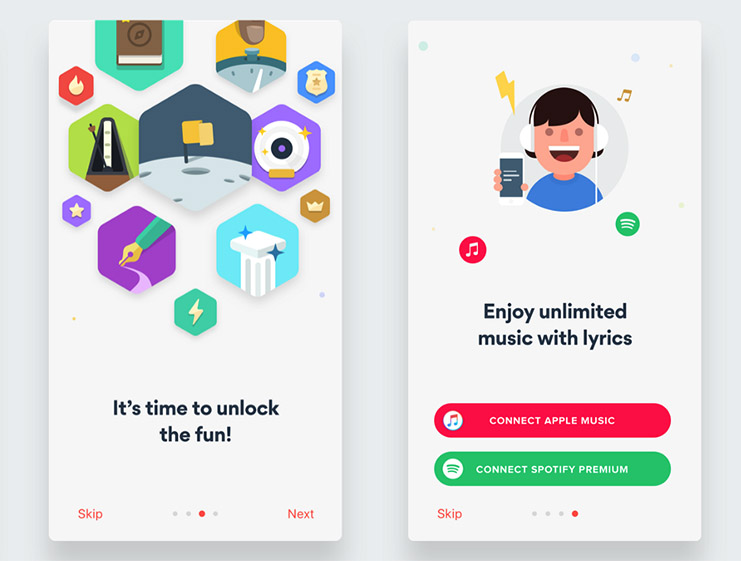 It's time to unlock
the fun!
Skip
Next
Enjoy unlimited
music with lyrics
CONNECT APPLE MUSIC
CONNECT SPOTIFY PREMIUM
Skip